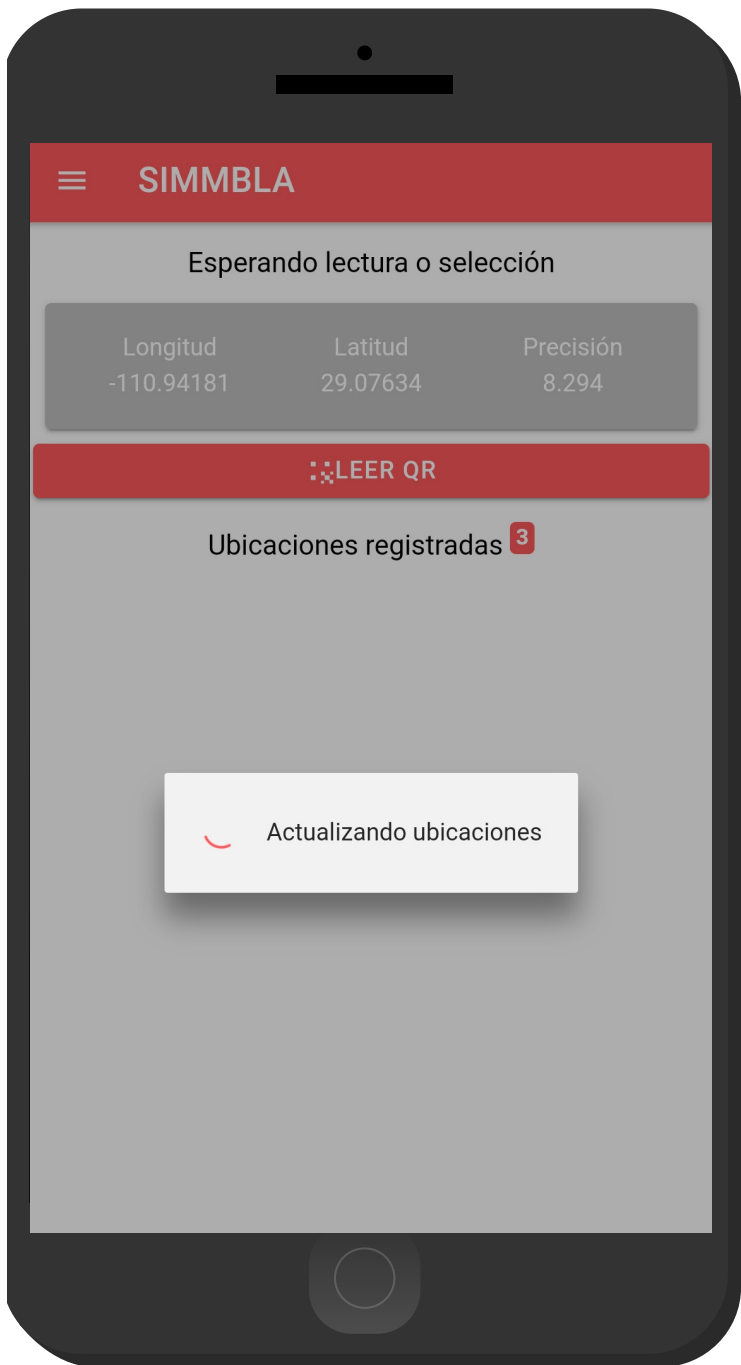 SIMMBLA
Esperando lectura o selección
Longitud Latitud Precisión
-110.94181 29.07634 8.294
LEER QR
Ubicaciones registradas 3
Actualizando ubicaciones